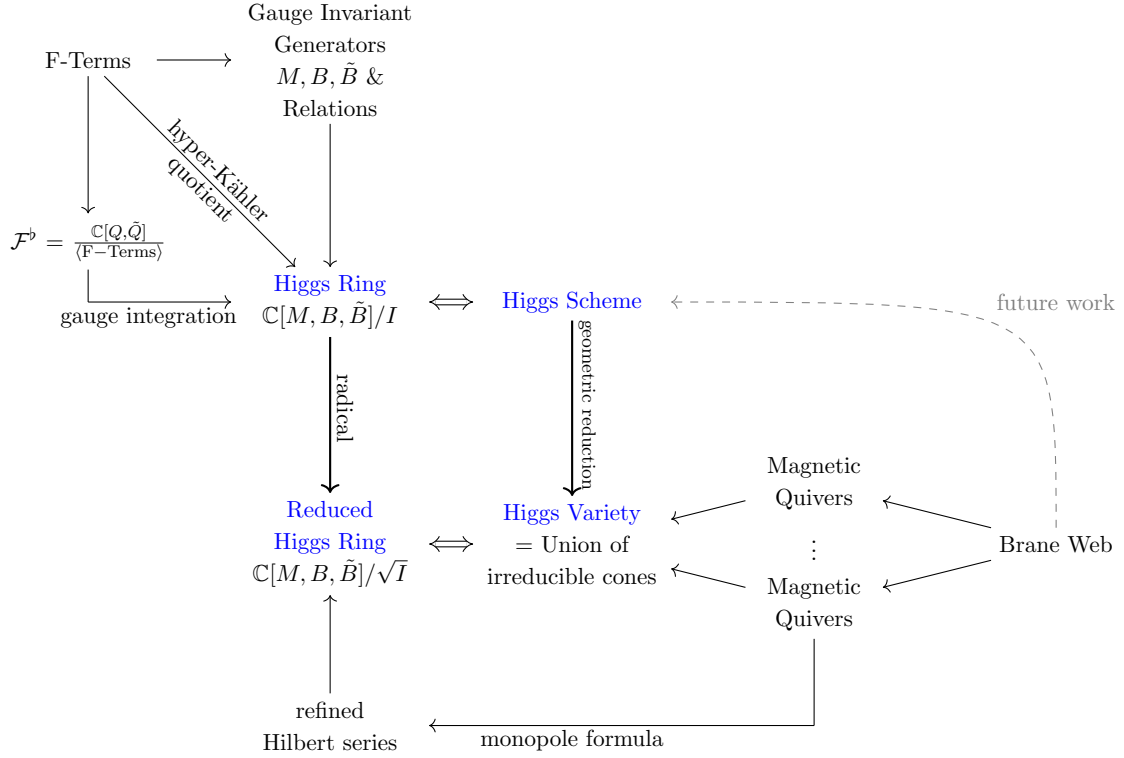 Gauge Invariant
Generators
M, B, B̃ &
Relations
F-Terms
hyper-Kähler
quotient
𝓕♭ = ℂ[Q,Q̃] / ⟨F−Terms⟩
gauge integration
Higgs Ring
ℂ[M, B, B̃]/I
Higgs Scheme
future work
radical
geometric reduction
Reduced
Higgs Ring
ℂ[M, B, B̃]/√I
Higgs Variety
= Union of
irreducible cones
Magnetic
Quivers
⋮
Magnetic
Quivers
Brane Web
refined
Hilbert series
monopole formula